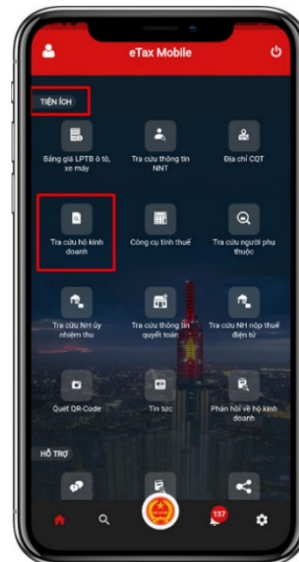 eTax Mobile
TIỆN ÍCH
Bảng giá LPTB ô tô,
xe máy
Tra cứu thông tin
NNT
Địa chỉ CQT
Tra cứu hộ kinh
doanh
Công cụ tính thuế
Tra cứu người phụ
thuộc
Tra cứu NH ủy
nhiệm thu
Tra cứu thông tin
quyết toán
Tra cứu NH nộp thuế
điện tử
Quét QR-Code
Tin tức
Phản hồi về hộ kinh
doanh
HỖ TRỢ
137